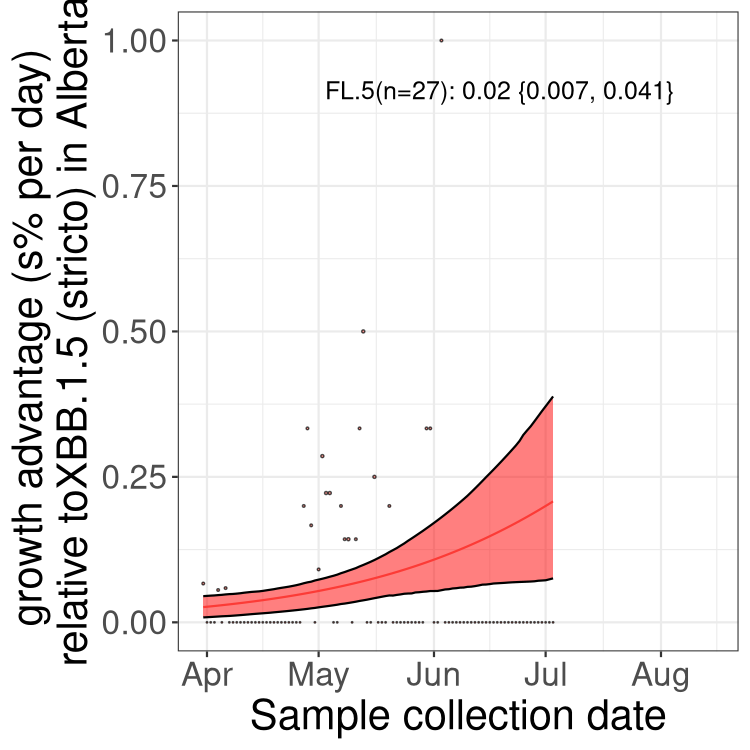 growth advantage (s% per day)
relative toXBB.1.5 (stricto) in Alberta
1.00
0.75
0.50
0.25
0.00
FL.5(n=27): 0.02 {0.007, 0.041}
Apr May Jun Jul Aug
Sample collection date